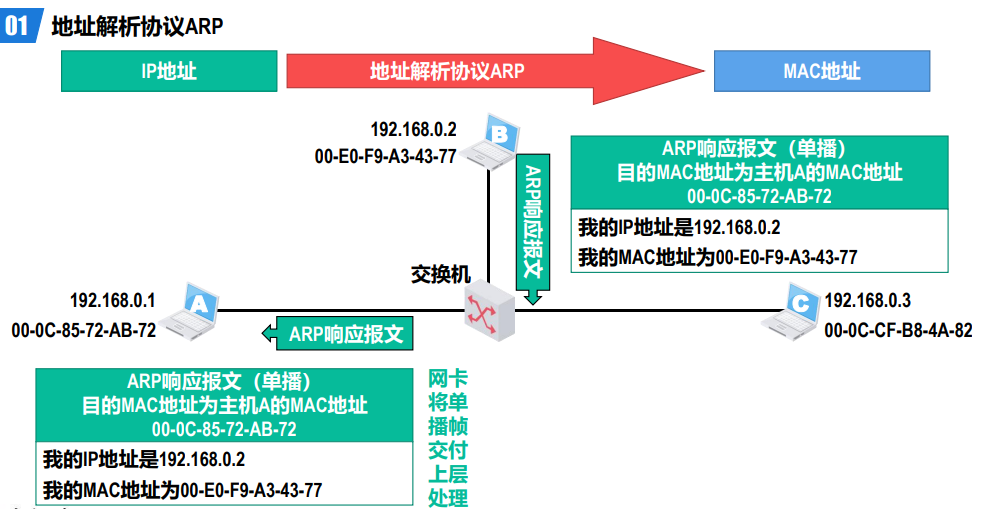 01 地址解析协议ARP
IP地址
地址解析协议ARP
MAC地址
192.168.0.2
00-E0-F9-A3-43-77
B
ARP响应报文
ARP响应报文（单播）
目的MAC地址为主机A的MAC地址
00-0C-85-72-AB-72
我的IP地址是192.168.0.2
我的MAC地址为00-E0-F9-A3-43-77
交换机
192.168.0.1
00-0C-85-72-AB-72
A
C
192.168.0.3
00-0C-CF-B8-4A-82
ARP响应报文
ARP响应报文（单播）
目的MAC地址为主机A的MAC地址
00-0C-85-72-AB-72
我的IP地址是192.168.0.2
我的MAC地址为00-E0-F9-A3-43-77
网卡
将单
播帧
交付
上层
处理